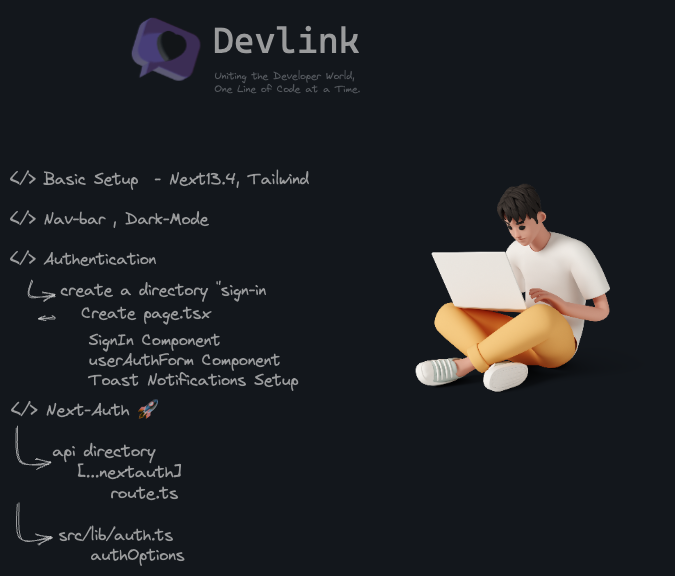 Devlink
Uniting the Developer World,
One Line of Code at a Time.
</> Basic Setup - Next13.4, Tailwind
</> Nav-bar , Dark-Mode
</> Authentication
create a directory "sign-in
Create page.tsx
SignIn Component
userAuthForm Component
Toast Notifications Setup
</> Next-Auth 🚀
api directory
[...nextauth]
route.ts
src/lib/auth.ts
authOptions